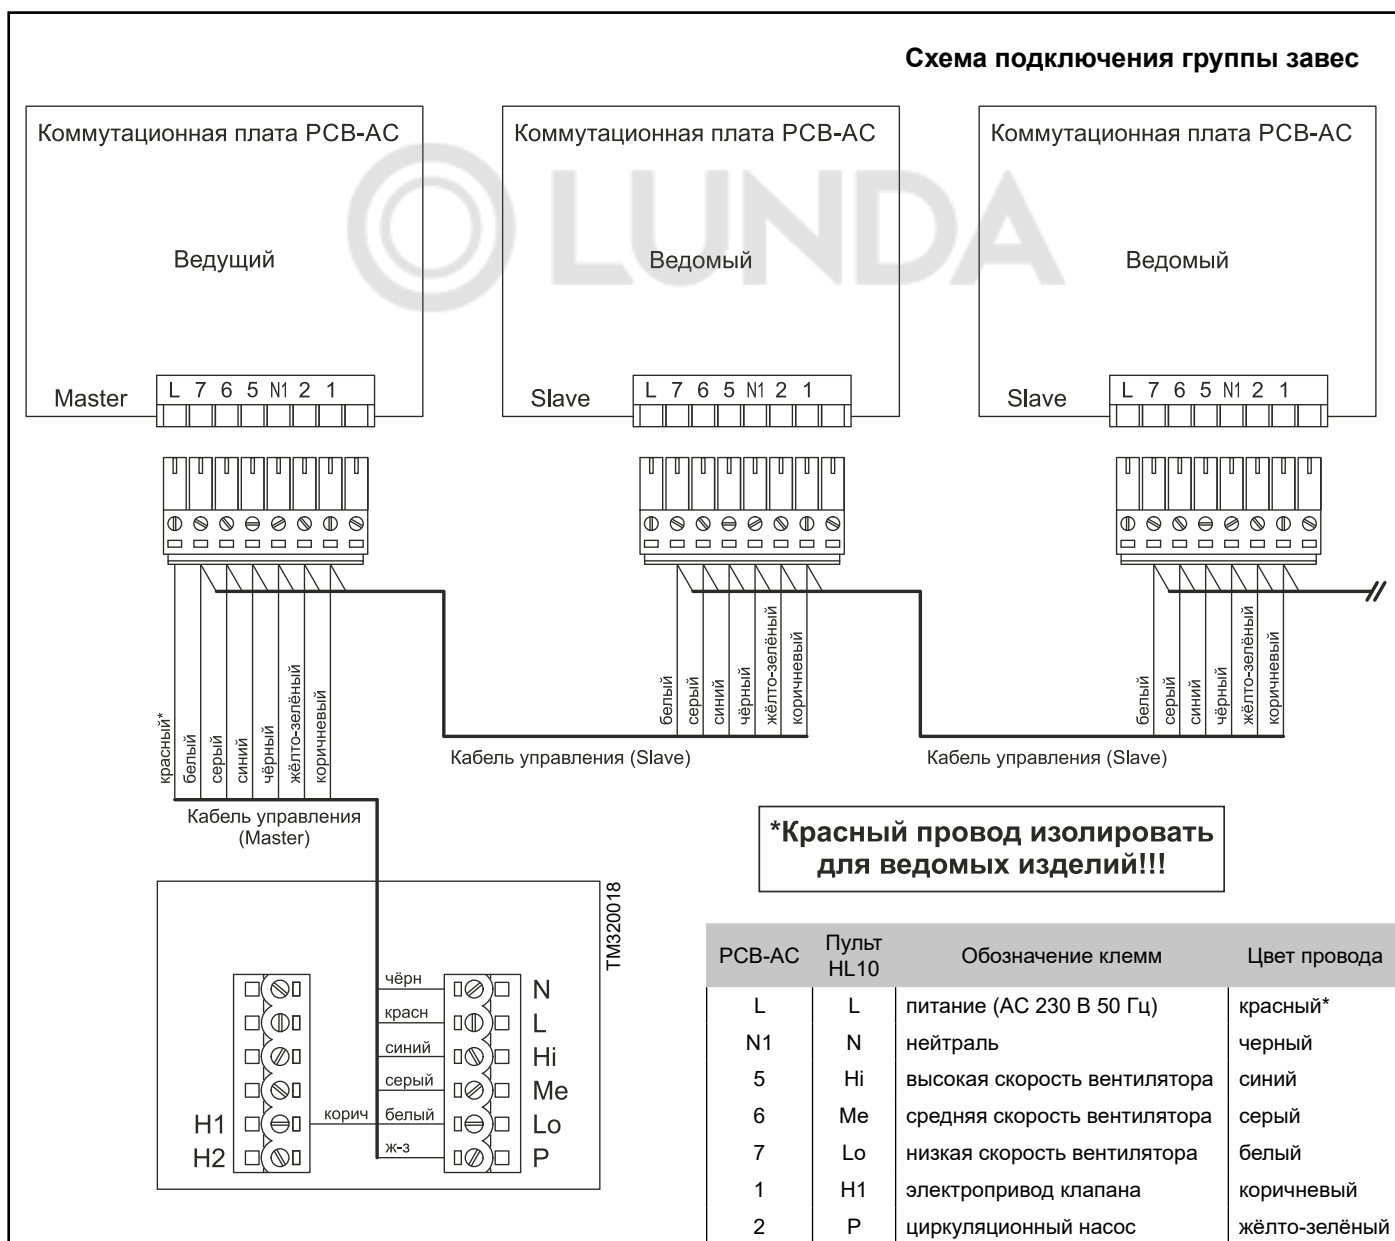 Схема подключения группы завес
LUNDA
Коммутационная плата PCB-AC
Ведущий
Master
L 7 6 5 N1 2 1
Коммутационная плата PCB-AC
Ведомый
Slave
L 7 6 5 N1 2 1
Коммутационная плата PCB-AC
Ведомый
Slave
L 7 6 5 N1 2 1
красный*
белый
серый
синий
чёрный
жёлто-зелёный
коричневый
Кабель управления
(Master)
белый
серый
синий
чёрный
жёлто-зелёный
коричневый
Кабель управления (Slave)
белый
серый
синий
чёрный
жёлто-зелёный
коричневый
Кабель управления (Slave)
*Красный провод изолировать
для ведомых изделий!!!
TM320018
чёрн N
красн L
синий Hi
серый Me
H1 корич белый Lo
H2 ж-з P
PCB-AC Пульт HL10 Обозначение клемм Цвет провода
L L питание (АС 230 В 50 Гц) красный*
N1 N нейтраль черный
5 Hi высокая скорость вентилятора синий
6 Me средняя скорость вентилятора серый
7 Lo низкая скорость вентилятора белый
1 H1 электропривод клапана коричневый
2 P циркуляционный насос жёлто-зелёный